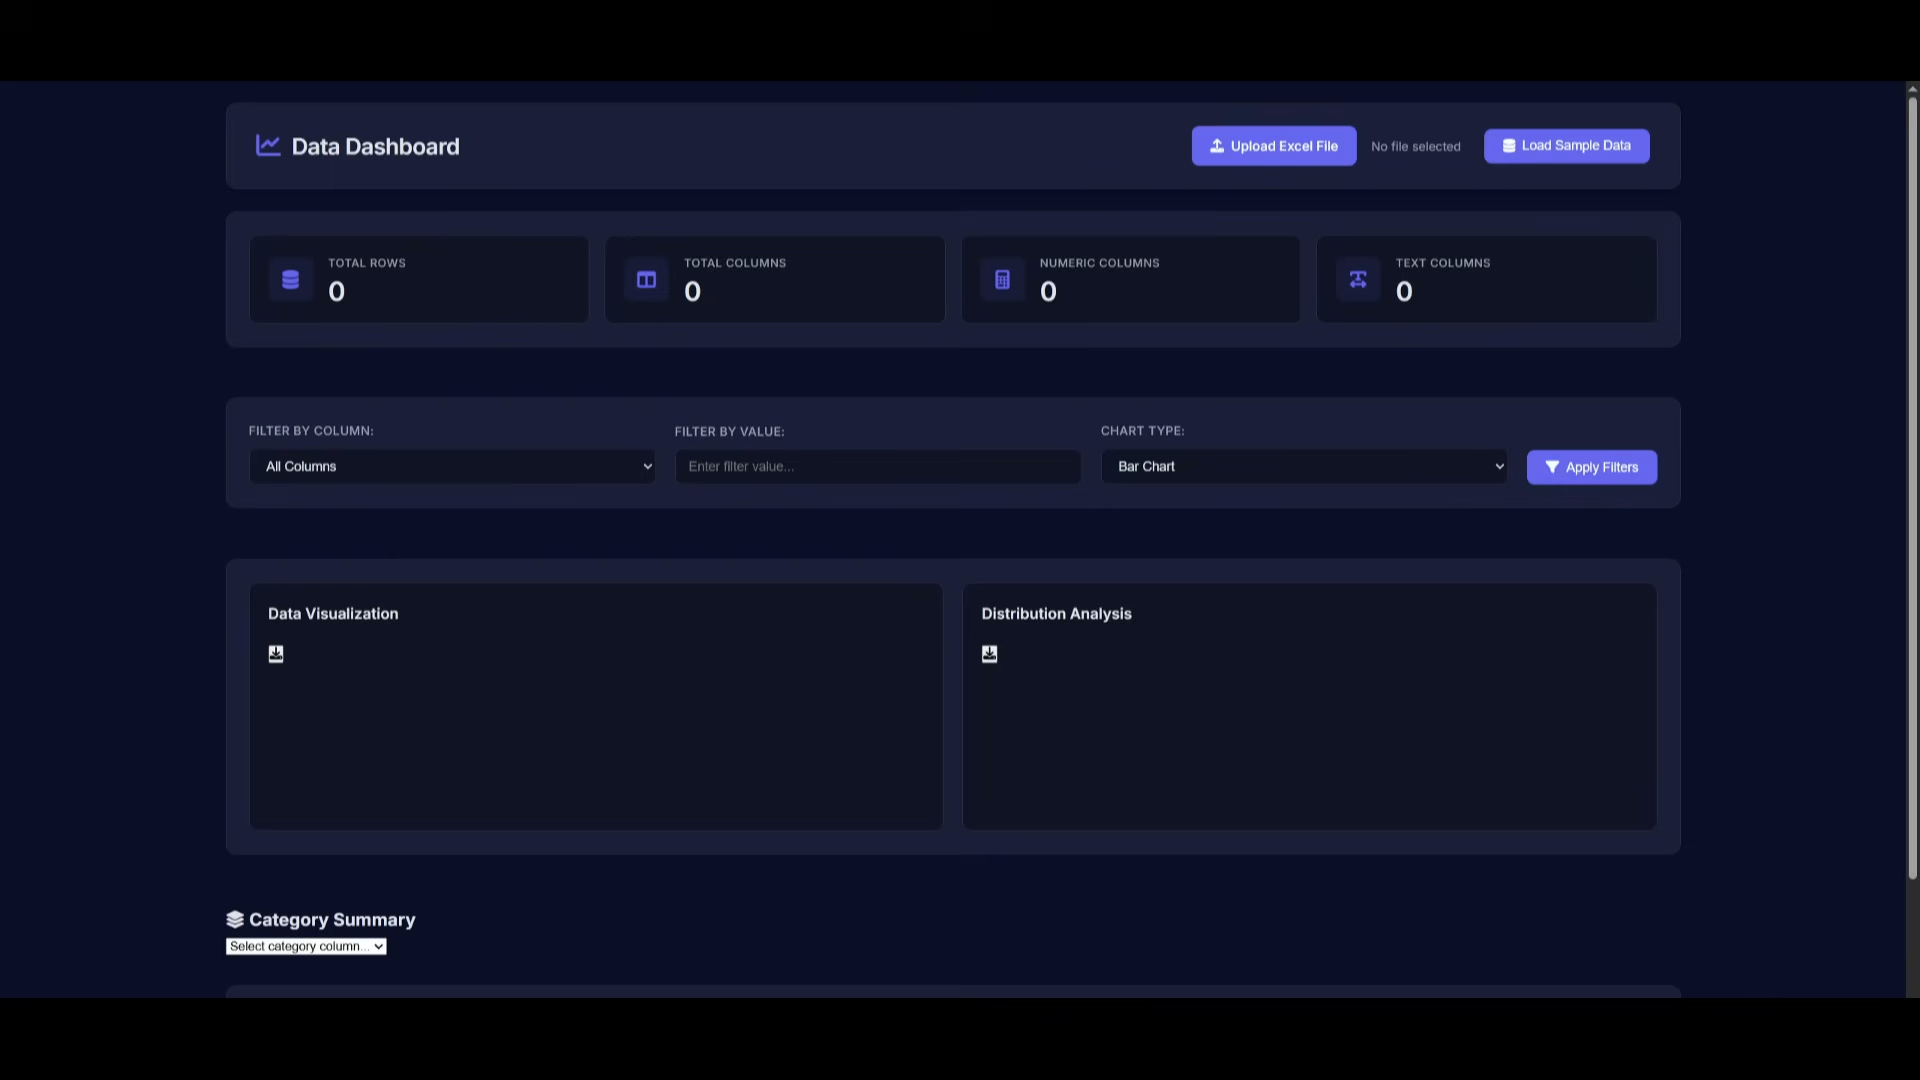 Data Dashboard
Upload Excel File
No file selected
Load Sample Data
TOTAL ROWS
0
TOTAL COLUMNS
0
NUMERIC COLUMNS
0
TEXT COLUMNS
0
FILTER BY COLUMN:
All Columns
FILTER BY VALUE:
Enter filter value...
CHART TYPE:
Bar Chart
Apply Filters
Data Visualization
Distribution Analysis
Category Summary
Select category column...